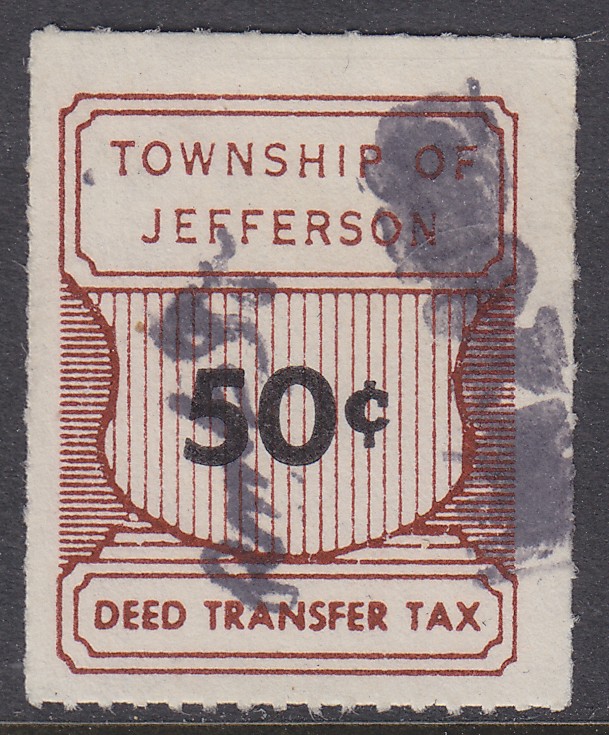 TOWNSHIP OF
JEFFERSON
50¢
DEED TRANSFER TAX